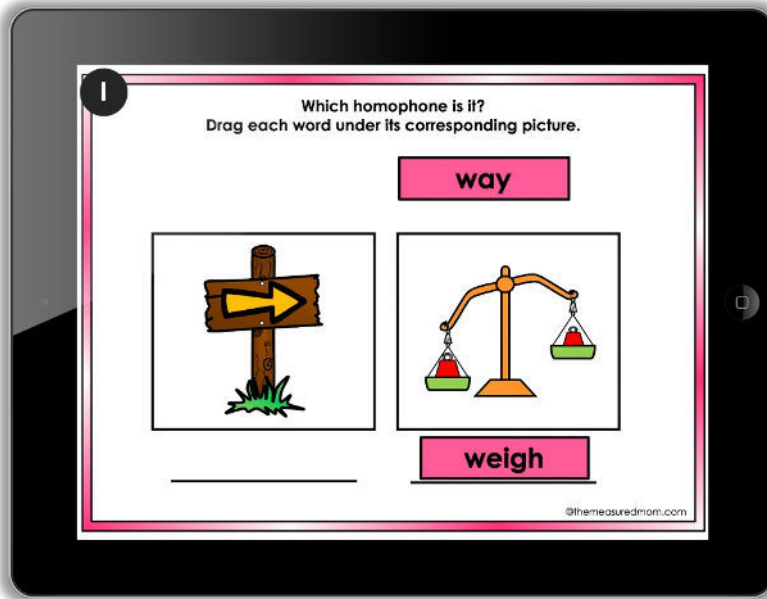 1
Which homophone is it?
Drag each word under its corresponding picture.
way
weigh
©themeasuredmom.com